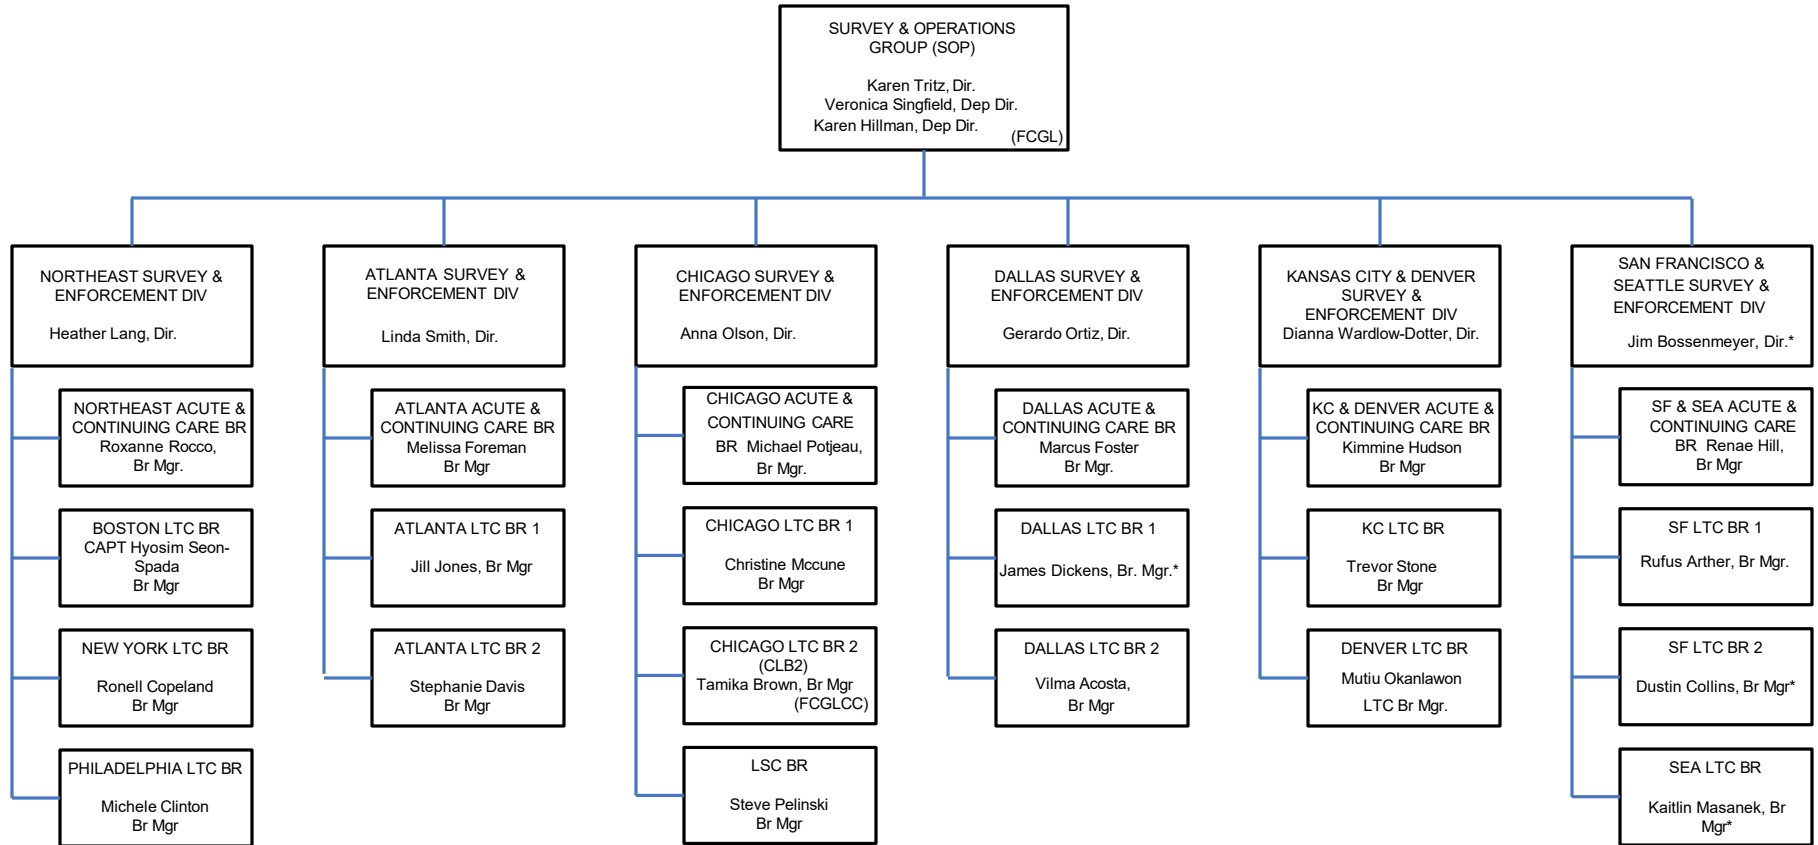 SURVEY & OPERATIONS
GROUP (SOP)
Karen Tritz, Dir.
Veronica Singfield, Dep Dir.
Karen Hillman, Dep Dir.
(FCGL)
NORTHEAST SURVEY &
ENFORCEMENT DIV
Heather Lang, Dir.
NORTHEAST ACUTE &
CONTINUING CARE BR
Roxanne Rocco,
Br Mgr.
BOSTON LTC BR
CAPT Hyosim Seon-
Spada
Br Mgr
NEW YORK LTC BR
Ronell Copeland
Br Mgr
PHILADELPHIA LTC BR
Michele Clinton
Br Mgr
ATLANTA SURVEY &
ENFORCEMENT DIV
Linda Smith, Dir.
ATLANTA ACUTE &
CONTINUING CARE BR
Melissa Foreman
Br Mgr
ATLANTA LTC BR 1
Jill Jones, Br Mgr
ATLANTA LTC BR 2
Stephanie Davis
Br Mgr
CHICAGO SURVEY &
ENFORCEMENT DIV
Anna Olson, Dir.
CHICAGO ACUTE &
CONTINUING CARE
BR Michael Potjeau,
Br Mgr.
CHICAGO LTC BR 1
Christine Mccune
Br Mgr
CHICAGO LTC BR 2
(CLB2)
Tamika Brown, Br Mgr
(FCGLCC)
LSC BR
Steve Pelinski
Br Mgr
DALLAS SURVEY &
ENFORCEMENT DIV
Gerardo Ortiz, Dir.
DALLAS ACUTE &
CONTINUING CARE BR
Marcus Foster
Br Mgr.
DALLAS LTC BR 1
James Dickens, Br. Mgr.*
DALLAS LTC BR 2
Vilma Acosta,
Br Mgr
KANSAS CITY & DENVER
SURVEY &
ENFORCEMENT DIV
Dianna Wardlow-Dotter, Dir.
KC & DENVER ACUTE &
CONTINUING CARE BR
Kimmine Hudson
Br Mgr
KC LTC BR
Trevor Stone
Br Mgr
DENVER LTC BR
Mutiu Okanlawon
LTC Br Mgr.
SAN FRANCISCO &
SEATTLE SURVEY &
ENFORCEMENT DIV
Jim Bossenmeyer, Dir.*
SF & SEA ACUTE &
CONTINUING CARE
BR Renae Hill,
Br Mgr
SF LTC BR 1
Rufus Arther, Br Mgr.
SF LTC BR 2
Dustin Collins, Br Mgr*
SEA LTC BR
Kaitlin Masanek, Br
Mgr*